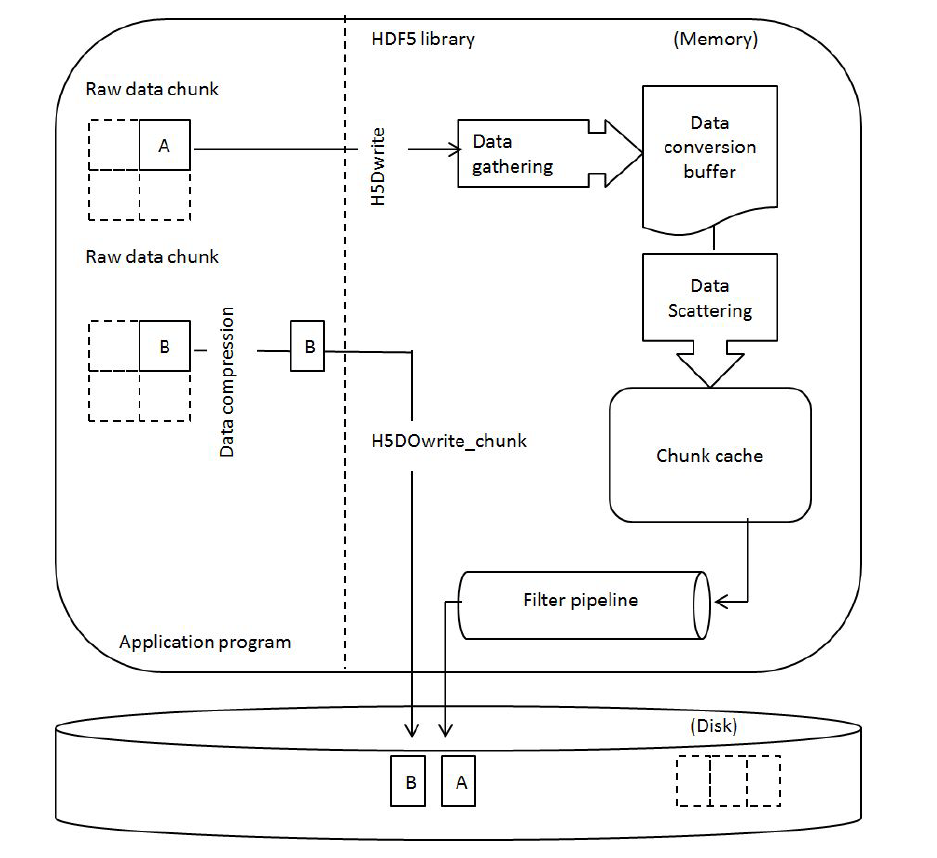 HDF5 library
(Memory)
Raw data chunk
A
H5Dwrite
Data
gathering
Data
conversion
buffer
Raw data chunk
B
Data compression
B
Data
Scattering
H5DOwrite_chunk
Chunk cache
Filter pipeline
Application program
(Disk)
B
A